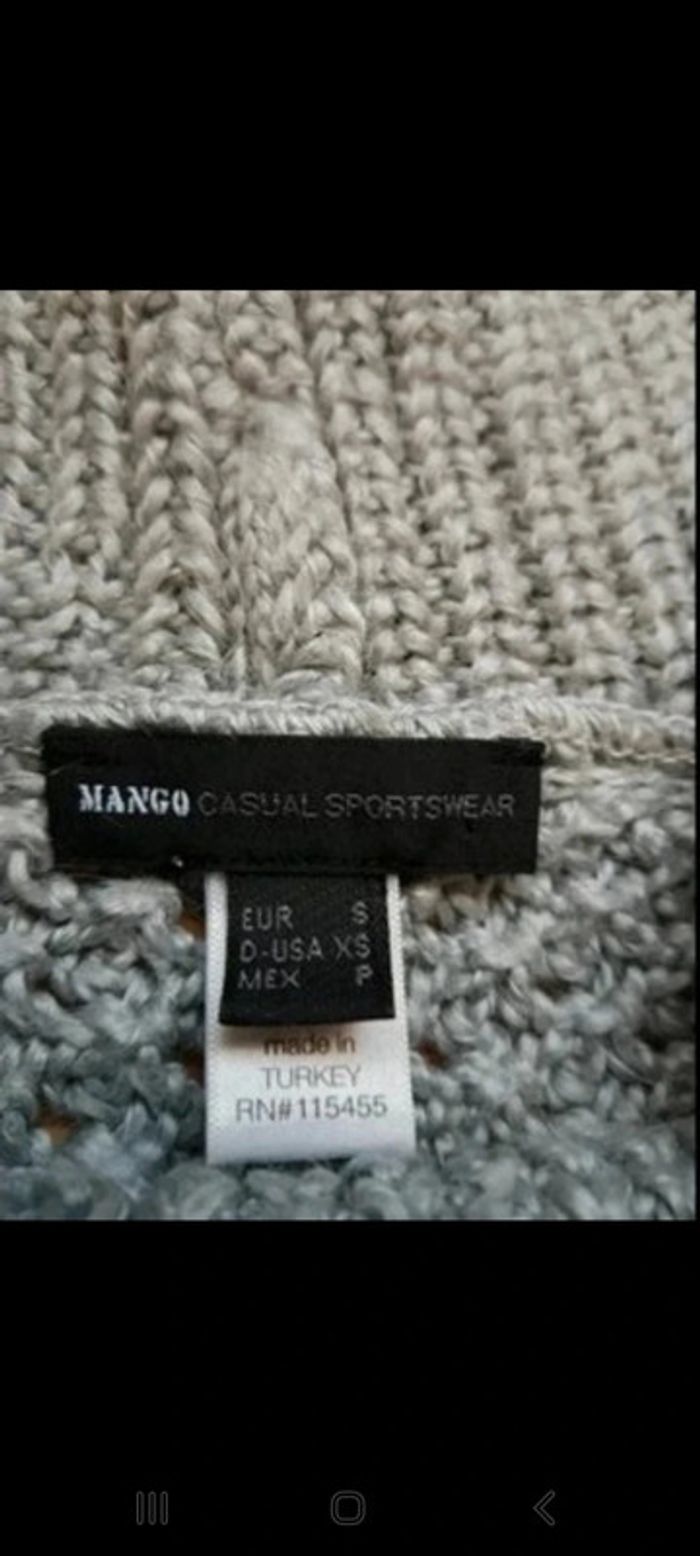 MANGO CASUAL SPORTSWEAR
EUR S
D-USA XS
MEX P
made in
TURKEY
RN#115455